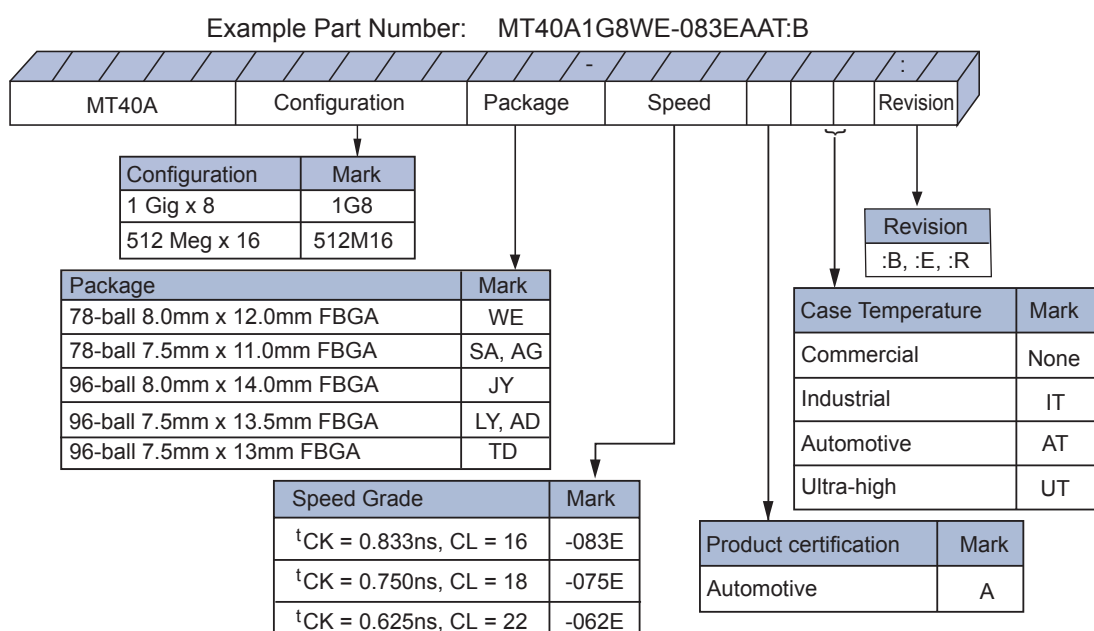 Example Part Number: MT40A1G8WE-083EAAT:B
- :
MT40A Configuration Package Speed Revision
Configuration Mark
1 Gig x 8 1G8
512 Meg x 16 512M16
Package Mark
78-ball 8.0mm x 12.0mm FBGA WE
78-ball 7.5mm x 11.0mm FBGA SA, AG
96-ball 8.0mm x 14.0mm FBGA JY
96-ball 7.5mm x 13.5mm FBGA LY, AD
96-ball 7.5mm x 13mm FBGA TD
Speed Grade Mark
tCK = 0.833ns, CL = 16 -083E
tCK = 0.750ns, CL = 18 -075E
tCK = 0.625ns, CL = 22 -062E
Revision
:B, :E, :R
Case Temperature Mark
Commercial None
Industrial IT
Automotive AT
Ultra-high UT
Product certification Mark
Automotive A